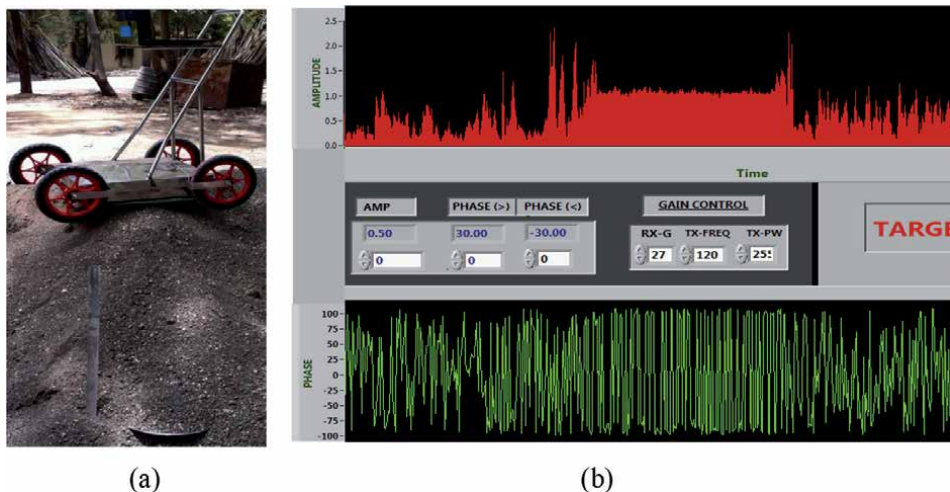 AMPLITUDE
2.5
2.0
1.5
1.0
0.5
0.0
Time
AMP
PHASE (>)
PHASE (<)
GAIN CONTROL
0.50
30.00
-30.00
RX-G
TX-FREQ
TX-PW
0
0
0
27
120
TARGE
PHASE
100
75
50
25
0
-25
-50
-75
-100
(a)
(b)